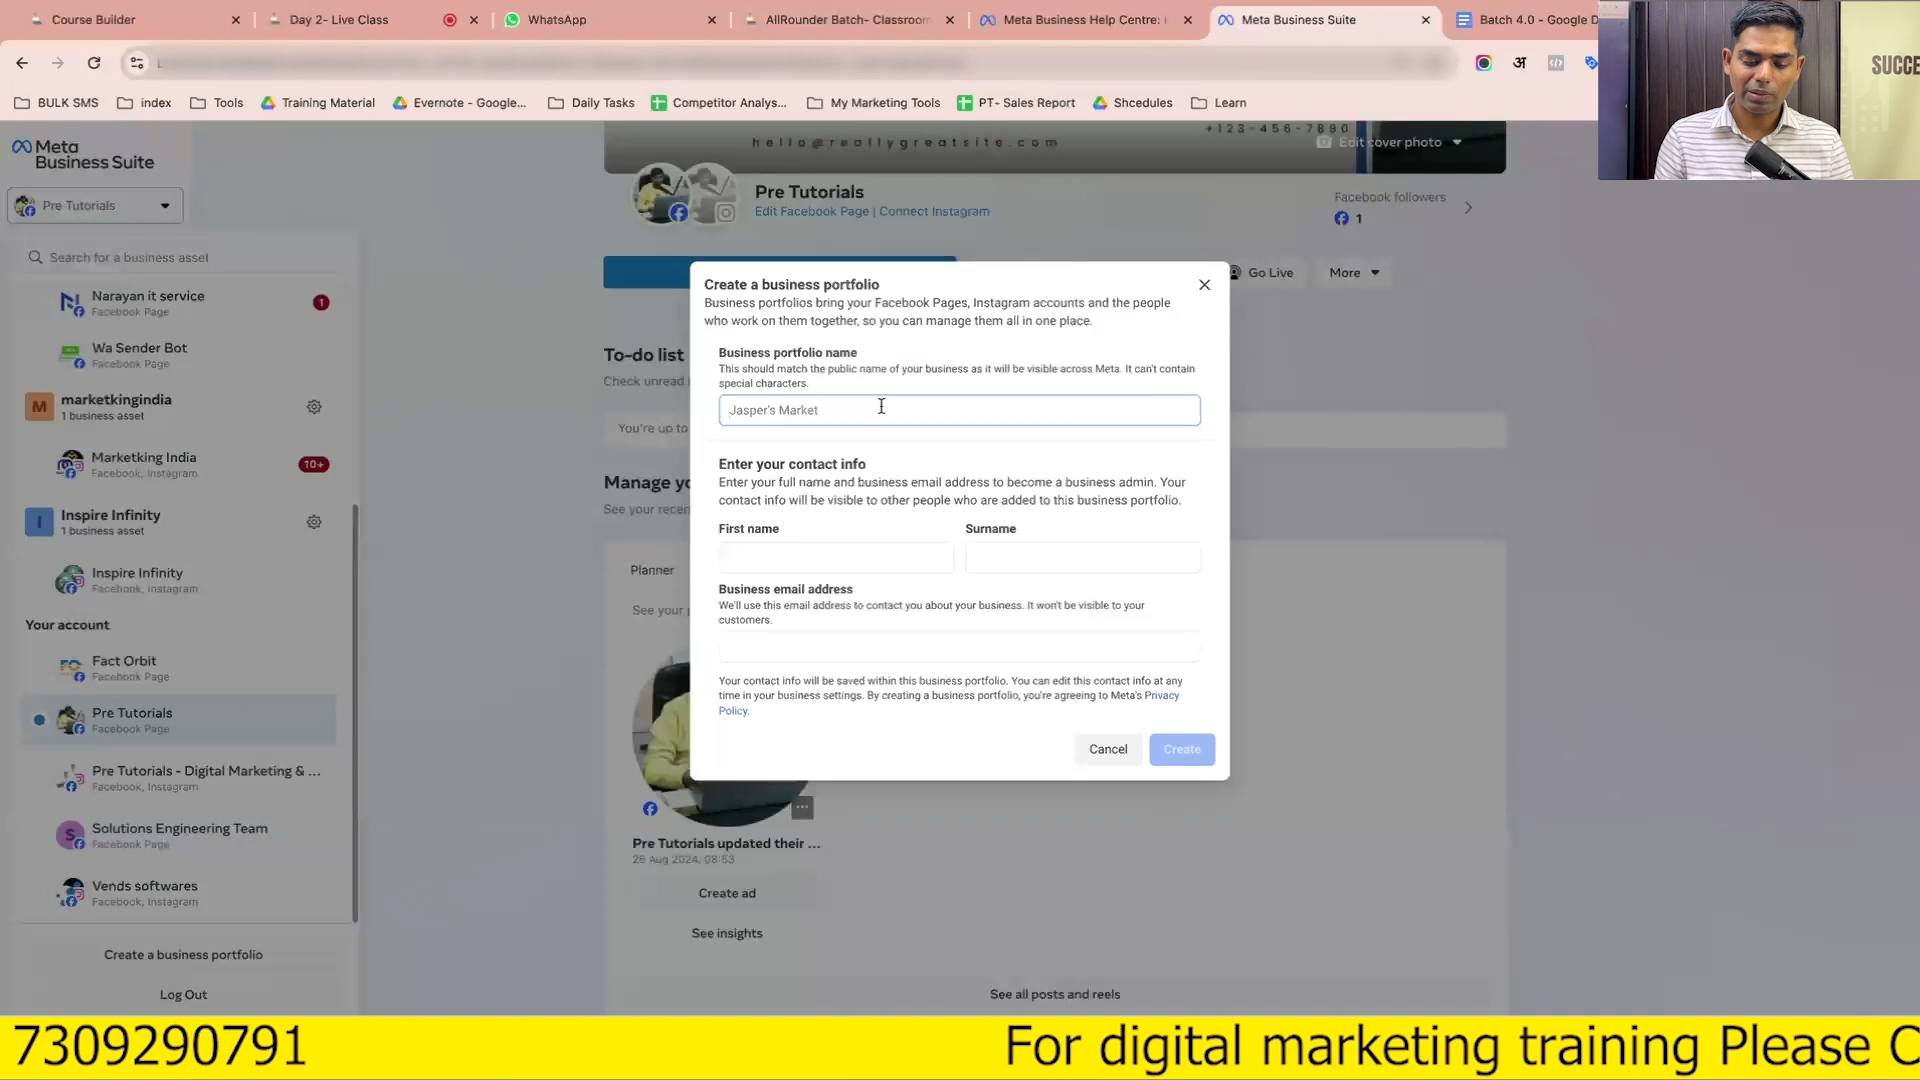 Course Builder
Day 2- Live Class
WhatsApp
AllRounder Batch- Classroom
Meta Business Help Centre:
Meta Business Suite
Batch 4.0 - Google D
SUCCE
अ
BULK SMS
index
Tools
Training Material
Evernote - Google...
Daily Tasks
Competitor Analys...
My Marketing Tools
PT- Sales Report
Shcedules
Learn
Meta
Business Suite
Pre Tutorials
Search for a business asset
Narayan it service
Facebook Page
1
Wa Sender Bot
Facebook Page
M
marketkingindia
1 business asset
Marketking India
Facebook, Instagram
10+
I
Inspire Infinity
1 business asset
Inspire Infinity
Facebook, Instagram
Your account
Fact Orbit
Facebook Page
Pre Tutorials
Facebook Page
Pre Tutorials - Digital Marketing & ...
Facebook, Instagram
S
Solutions Engineering Team
Facebook Page
Vends softwares
Facebook, Instagram
Create a business portfolio
Log Out
hello@reallygreatsite.com
+123-456-7890
Edit cover photo
Pre Tutorials
Edit Facebook Page | Connect Instagram
Facebook followers
1
Go Live
More
To-do list
Check unread
You're up to
Manage
See your
Planner
See your
Create a business portfolio
Business portfolios bring your Facebook Pages, Instagram accounts and the people
who work on them together, so you can manage them all in one place.
Business portfolio name
This should match the public name of your business as it will be visible across Meta. It can't contain
special characters.
Jasper's Market
Enter your contact info
Enter your full name and business email address to become a business admin. Your
contact info will be visible to other people who are added to this business portfolio.
First name
Surname
Business email address
We'll use this email address to contact you about your business. It won't be visible to your
customers.
Your contact info will be saved within this business portfolio. You can edit this contact info at any
time in your business settings. By creating a business portfolio, you're agreeing to Meta's Privacy
Policy.
Cancel
Create
Pre Tutorials updated their ...
26 Aug 2024, 08:53
Create ad
See insights
See all posts and reels
7309290791
For digital marketing training Please C